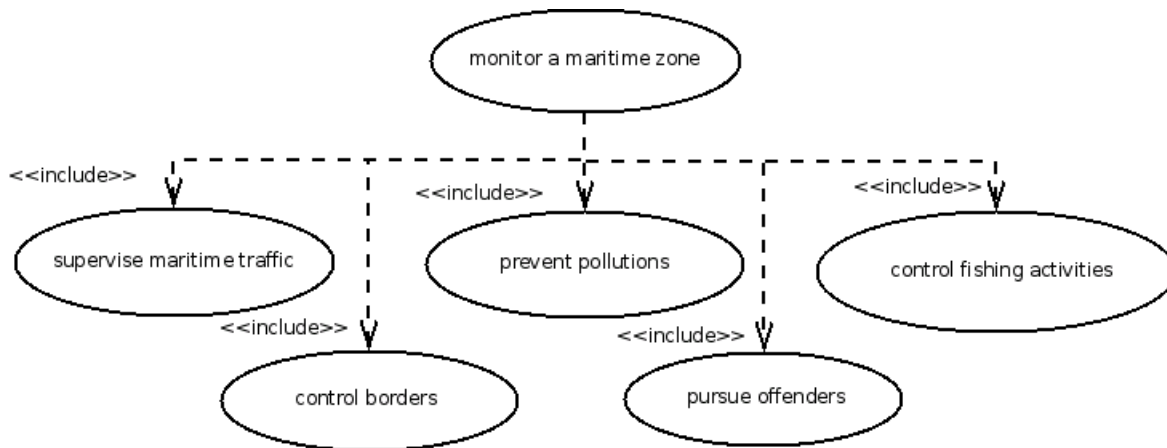 monitor a maritime zone
<<include>>
<<include>>
<<include>>
supervise maritime traffic
prevent pollutions
control fishing activities
<<include>>
<<include>>
control borders
pursue offenders